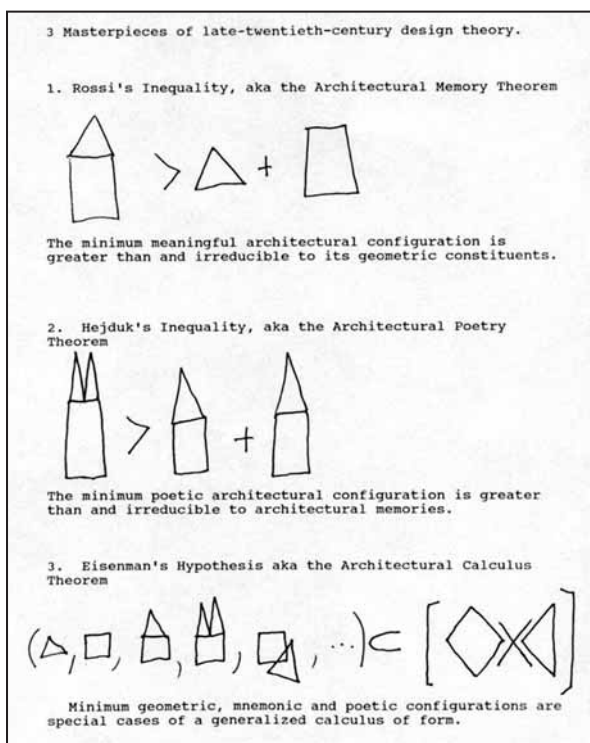 3 Masterpieces of late-twentieth-century design theory.
1. Rossi's Inequality, aka the Architectural Memory Theorem
> +
The minimum meaningful architectural configuration is
greater than and irreducible to its geometric constituents.
2. Hejduk's Inequality, aka the Architectural Poetry
Theorem
> +
The minimum poetic architectural configuration is greater
than and irreducible to architectural memories.
3. Eisenman's Hypothesis aka the Architectural Calculus
Theorem
( , , , , , ...) ⊂ [ ]
Minimum geometric, mnemonic and poetic configurations are
special cases of a generalized calculus of form.